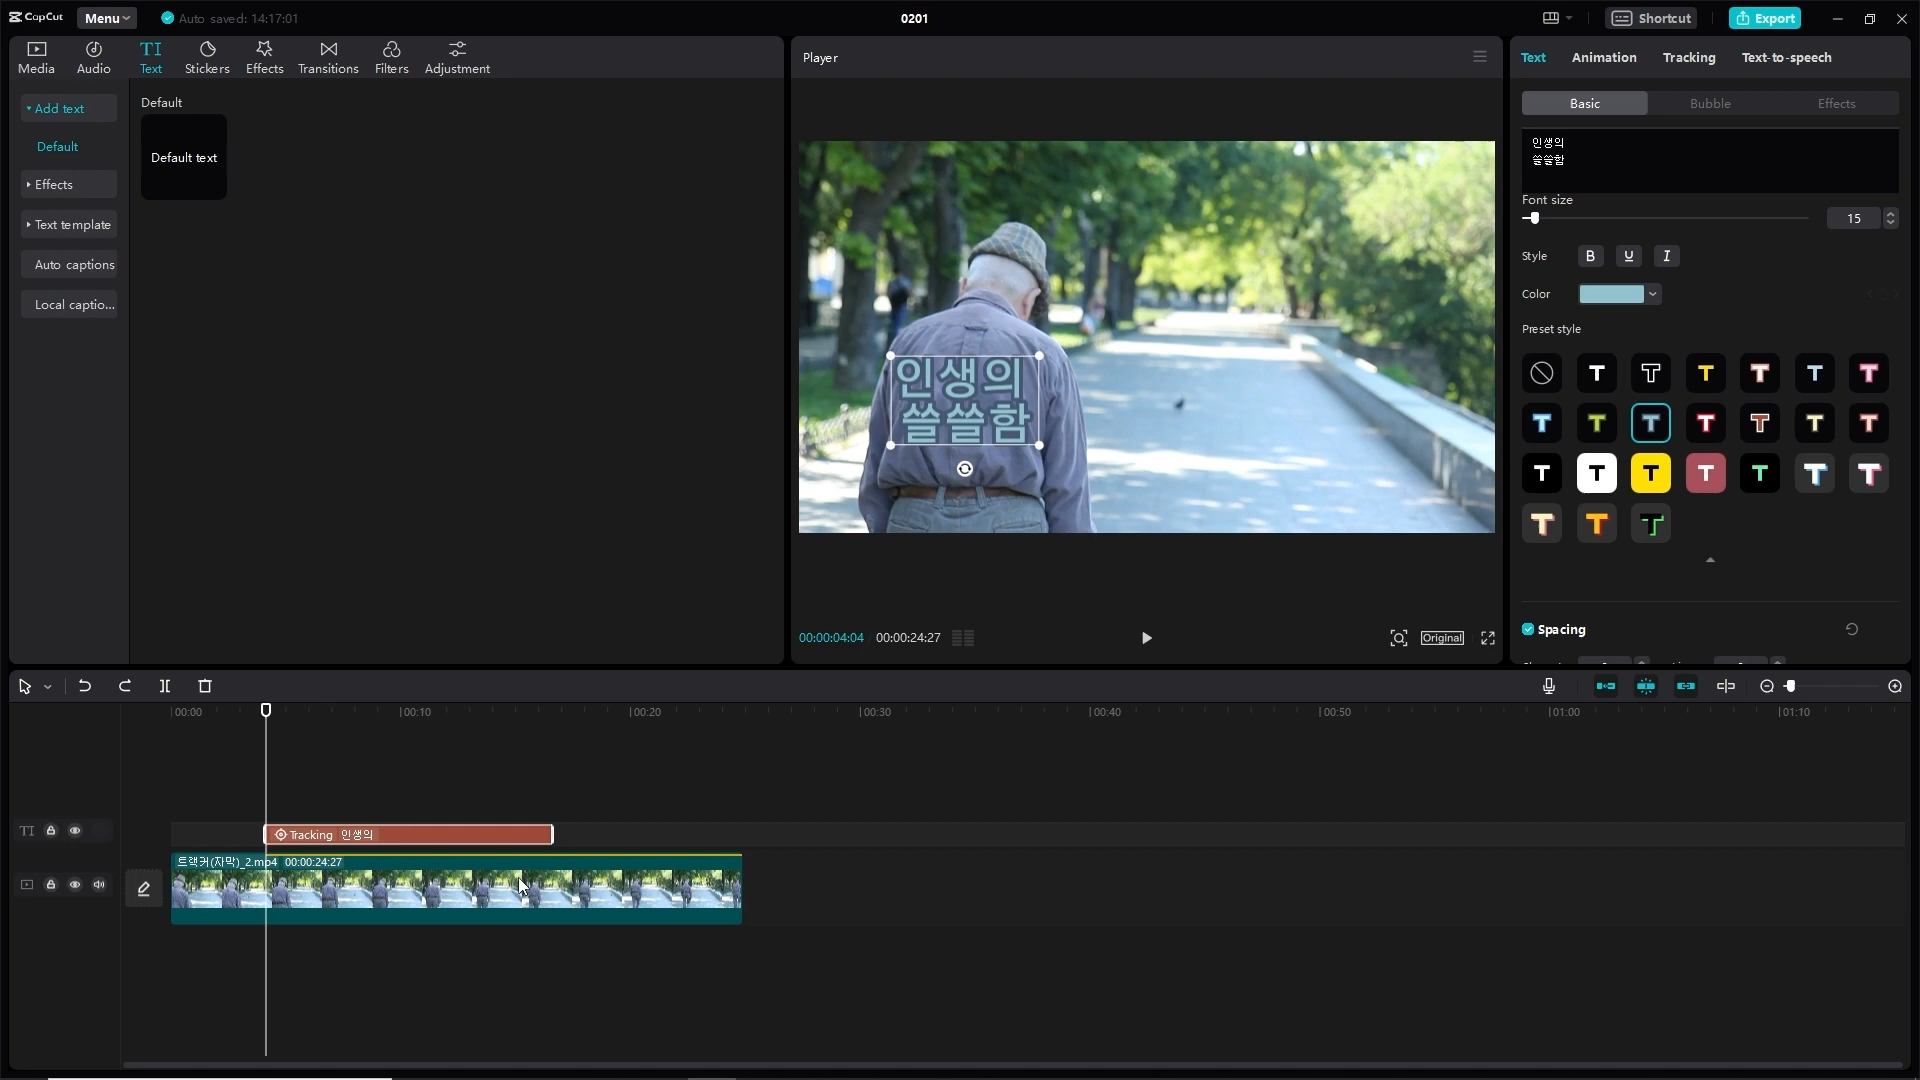 CapCut
Menu
Auto saved: 14:17:01
0201
Shortcut
Export
Media
Audio
TI
Text
Stickers
Effects
Transitions
Filters
Adjustment
Add text
Default
Effects
Text template
Auto captions
Local captio...
Default
Default text
Player
인생의
쓸쓸함
00:00:04:04
00:00:24:27
Original
Text
Animation
Tracking
Text-to-speech
Basic
Bubble
Effects
인생의
쓸쓸함
Font size
15
Style
B
U
I
Color
Preset style
T T T T T T
T T T T T T T
T T T T T T T
T T T
Spacing
00:00
00:10
00:20
00:30
00:40
00:50
01:00
01:10
TI
Tracking 인생의
트랙커(자막)_2.mp4 00:00:24:27